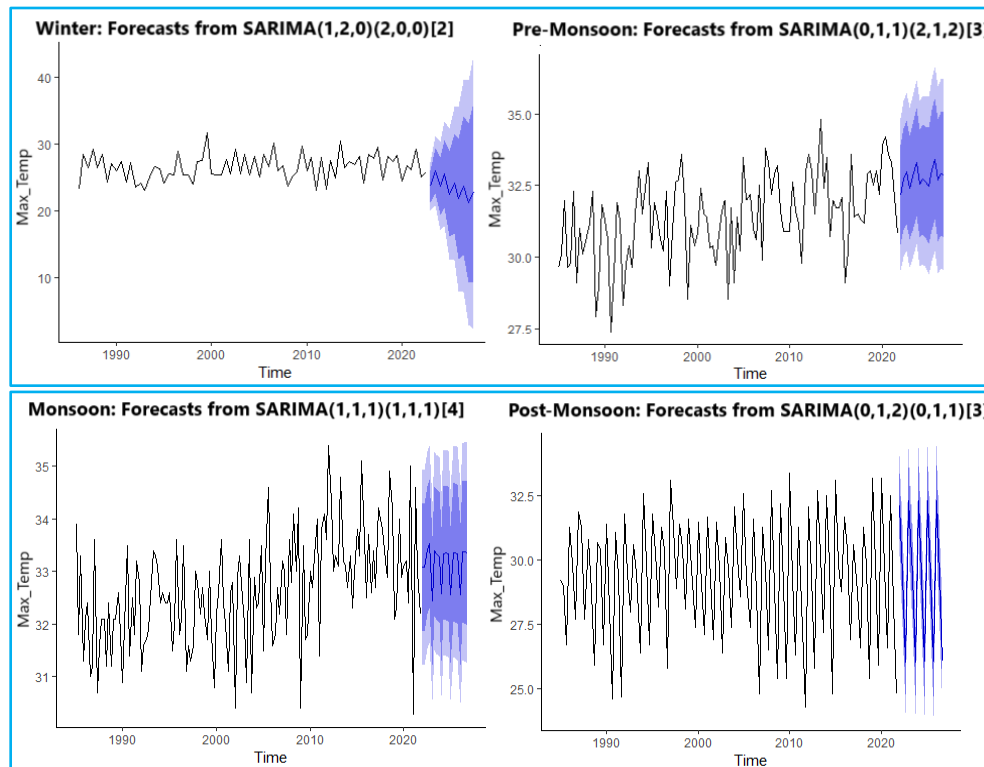 Winter: Forecasts from SARIMA(1,2,0)(2,0,0)[2]
Max_Temp
40
30
20
10
1990
2000
2010
2020
Time
Pre-Monsoon: Forecasts from SARIMA(0,1,1)(2,1,2)[3]
Max_Temp
35.0
32.5
30.0
27.5
1990
2000
2010
2020
Time
Monsoon: Forecasts from SARIMA(1,1,1)(1,1,1)[4]
Max_Temp
35
34
33
32
31
1990
2000
2010
2020
Time
Post-Monsoon: Forecasts from SARIMA(0,1,2)(0,1,1)[3]
Max_Temp
32.5
30.0
27.5
25.0
1990
2000
2010
2020
Time